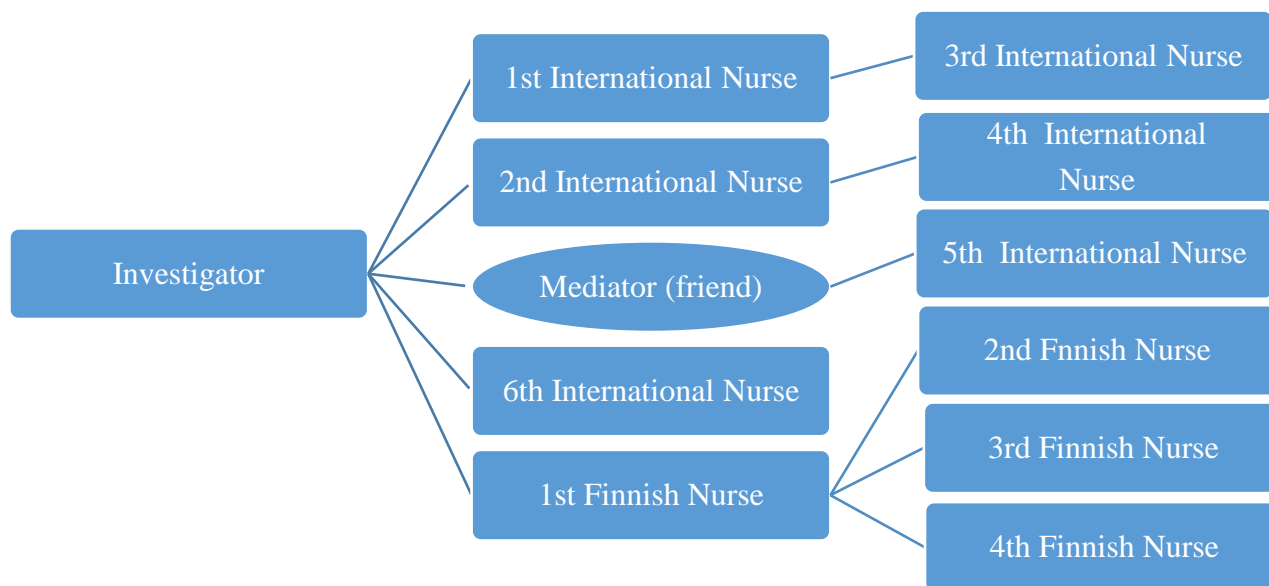 Investigator
1st International Nurse
2nd International Nurse
Mediator (friend)
6th International Nurse
1st Finnish Nurse
3rd International Nurse
4th  International
Nurse
5th  International Nurse
2nd Fnnish Nurse
3rd Finnish Nurse
4th Finnish Nurse